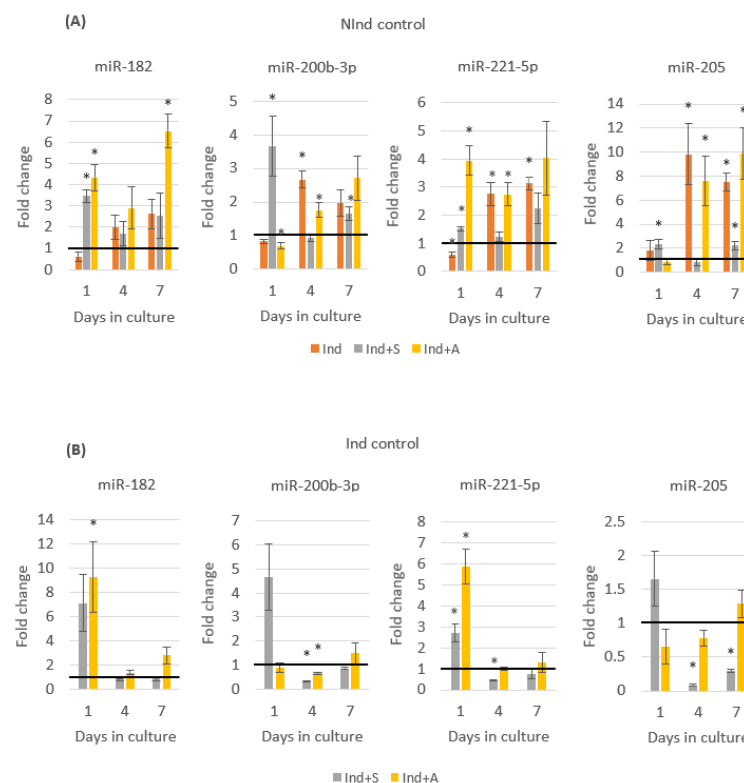 (A)
NInd control
miR-182
miR-200b-3p
miR-221-5p
miR-205
Fold change
8
7
6
5
4
3
2
1
0
Fold change
5
4
3
2
1
0
Fold change
6
5
4
3
2
1
0
Fold change
14
12
10
8
6
4
2
0
* * * *
* * * *
* * * * * *
* * * * * *
1 4 7
1 4 7
1 4 7
1 4 7
Days in culture
Days in culture
Days in culture
Days in culture
Ind Ind+S Ind+A
(B)
Ind control
miR-182
miR-200b-3p
miR-221-5p
miR-205
Fold change
14
12
10
8
6
4
2
0
Fold change
7
6
5
4
3
2
1
0
Fold change
8
7
6
5
4
3
2
1
0
Fold change
2.5
2
1.5
1
0.5
0
*
* *
* * *
* *
1 4 7
1 4 7
1 4 7
1 4 7
Days in culture
Days in culture
Days in culture
Days in culture
Ind+S Ind+A